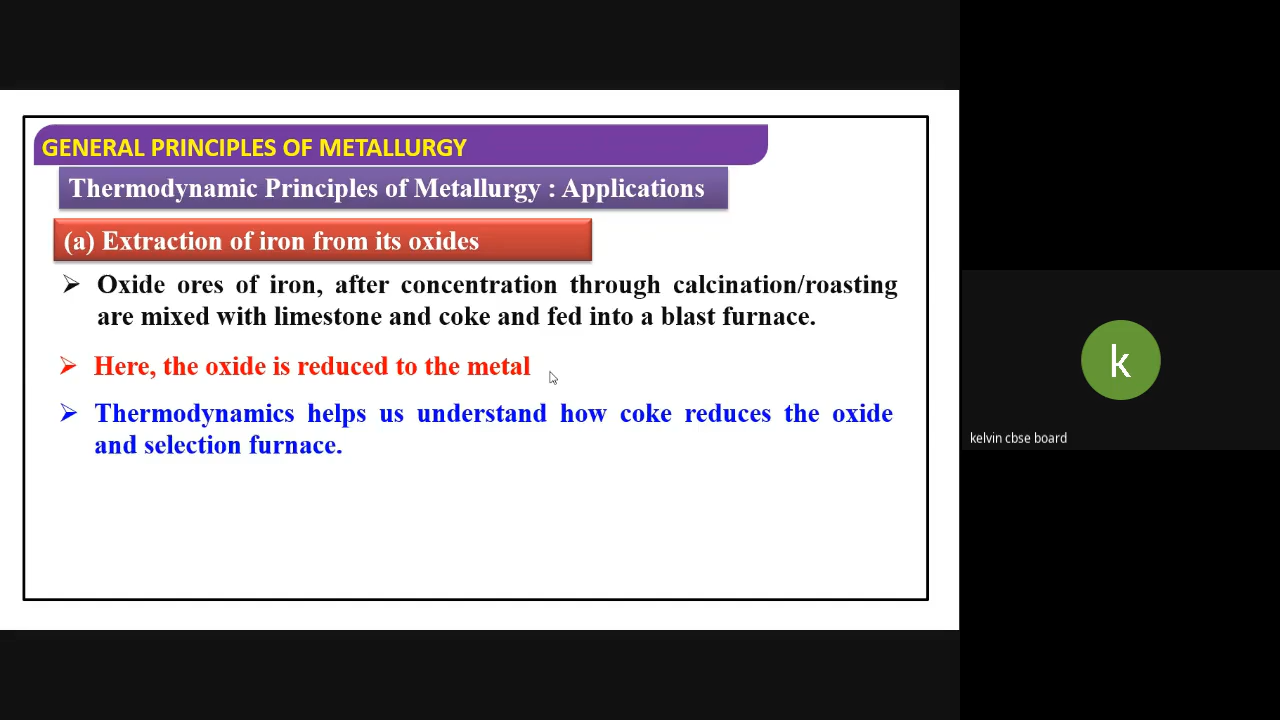 GENERAL PRINCIPLES OF METALLURGY
Thermodynamic Principles of Metallurgy : Applications
(a) Extraction of iron from its oxides
➢ Oxide ores of iron, after concentration through calcination/roasting
are mixed with limestone and coke and fed into a blast furnace.
➢ Here, the oxide is reduced to the metal
➢ Thermodynamics helps us understand how coke reduces the oxide
and selection furnace.
k
kelvin cbse board